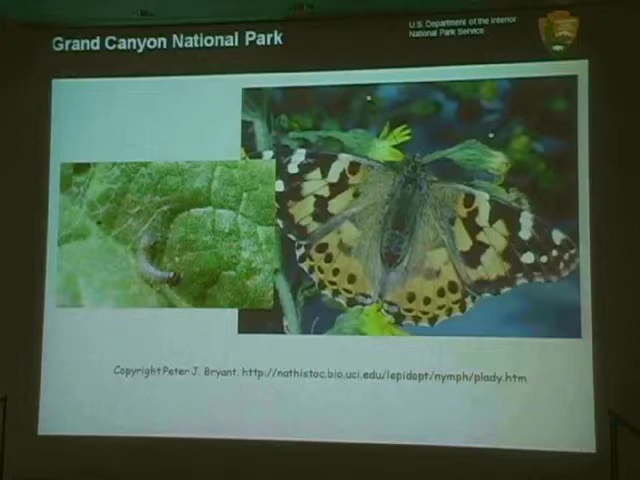 Grand Canyon National Park
U.S. Department of the Interior
National Park Service
Copyright Peter J. Bryant. http://nathistoc.bio.uci.edu/lepidopt/nymph/plady.htm